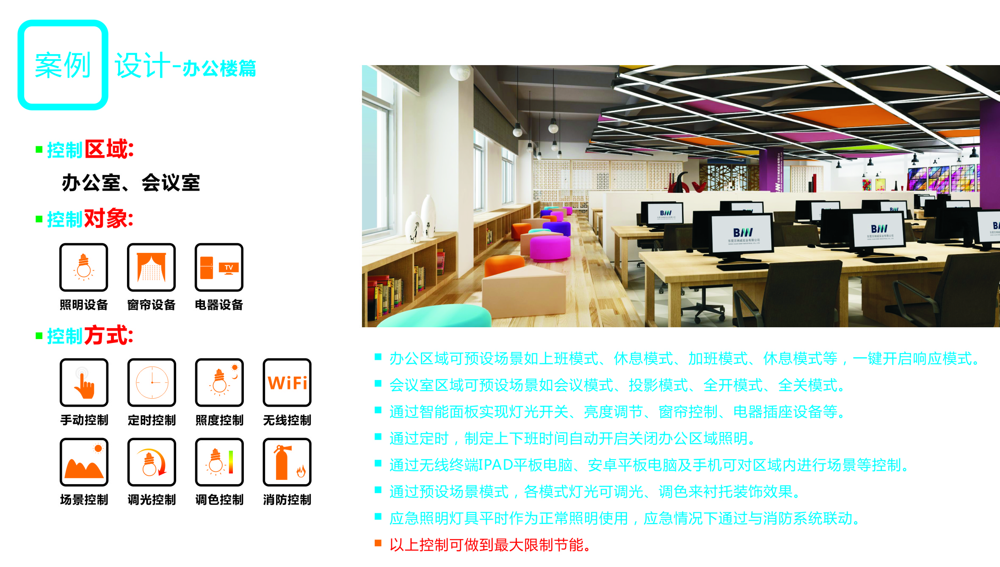 案例设计-办公楼篇
控制区域:
办公室、会议室
控制对象:
TV
照明设备 窗帘设备 电器设备
控制方式:
WiFi
手动控制 定时控制 照度控制 无线控制
场景控制 调光控制 调色控制 消防控制
BW BW
东莞百纳威实业有限公司
办公区域可预设场景如上班模式、休息模式、加班模式、休息模式等，一键开启响应模式。
会议室区域可预设场景如会议模式、投影模式、全开模式、全关模式。
通过智能面板实现灯光开关、亮度调节、窗帘控制、电器插座设备等。
通过定时，制定上下班时间自动开启关闭办公区域照明。
通过无线终端IPAD平板电脑、安卓平板电脑及手机可对区域内进行场景等控制。
通过预设场景模式，各模式灯光可调光、调色来衬托装饰效果。
应急照明灯具平时作为正常照明使用，应急情况下通过与消防系统联动。
以上控制可做到最大限制节能。